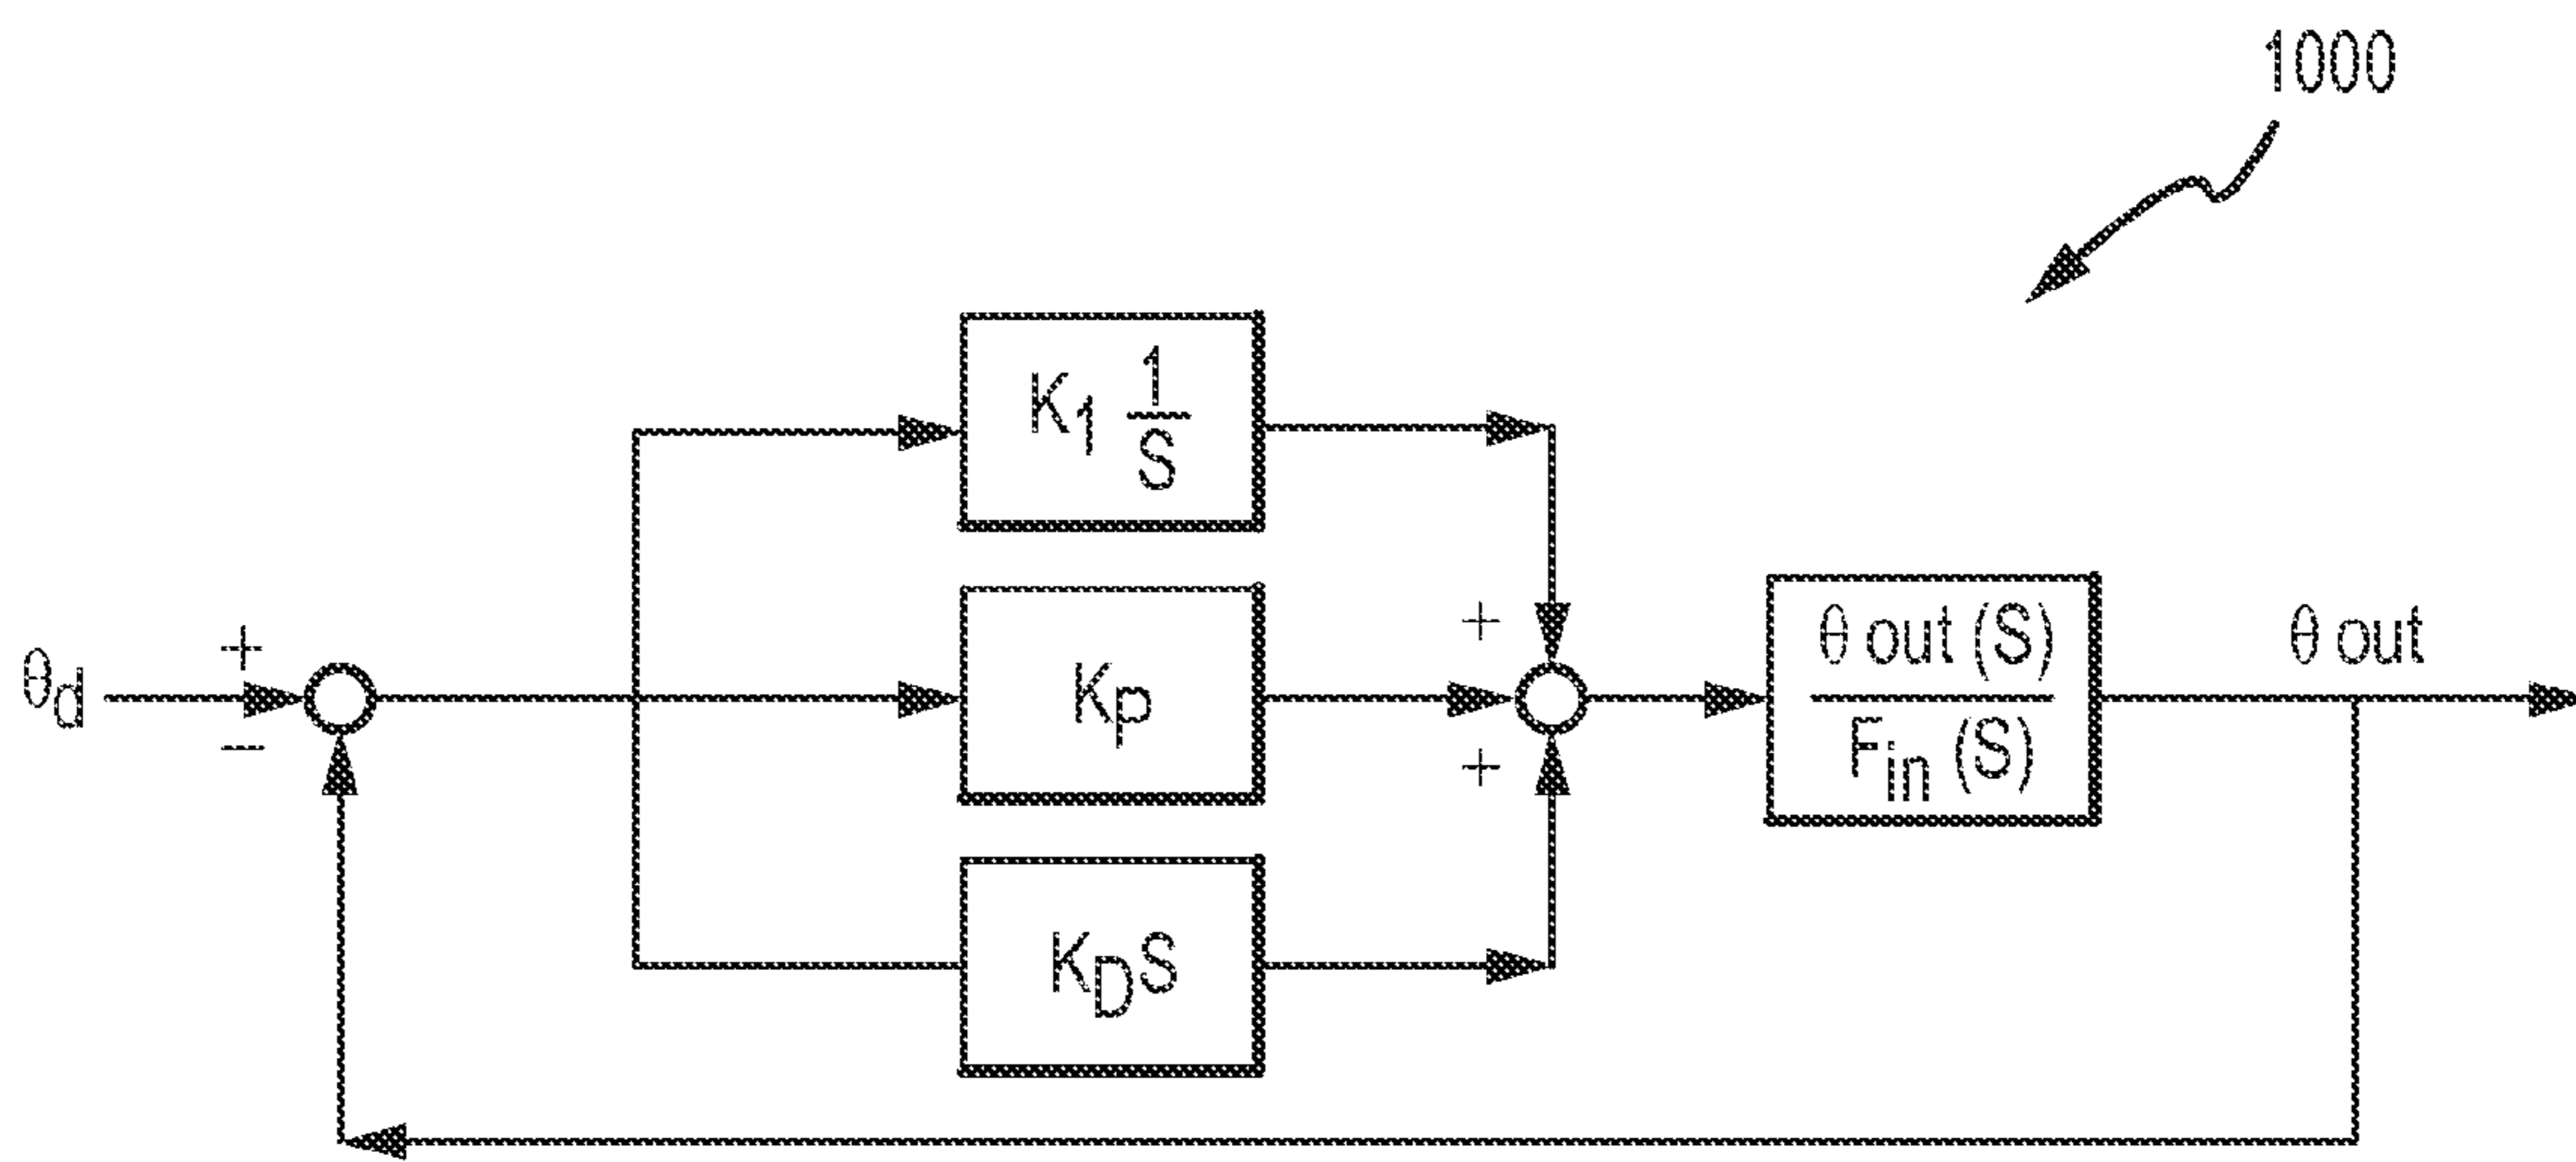 1000
K1 1/S
+
θd
+
−
KP
+
θ out (S)
Fin (S)
θ out
KDS